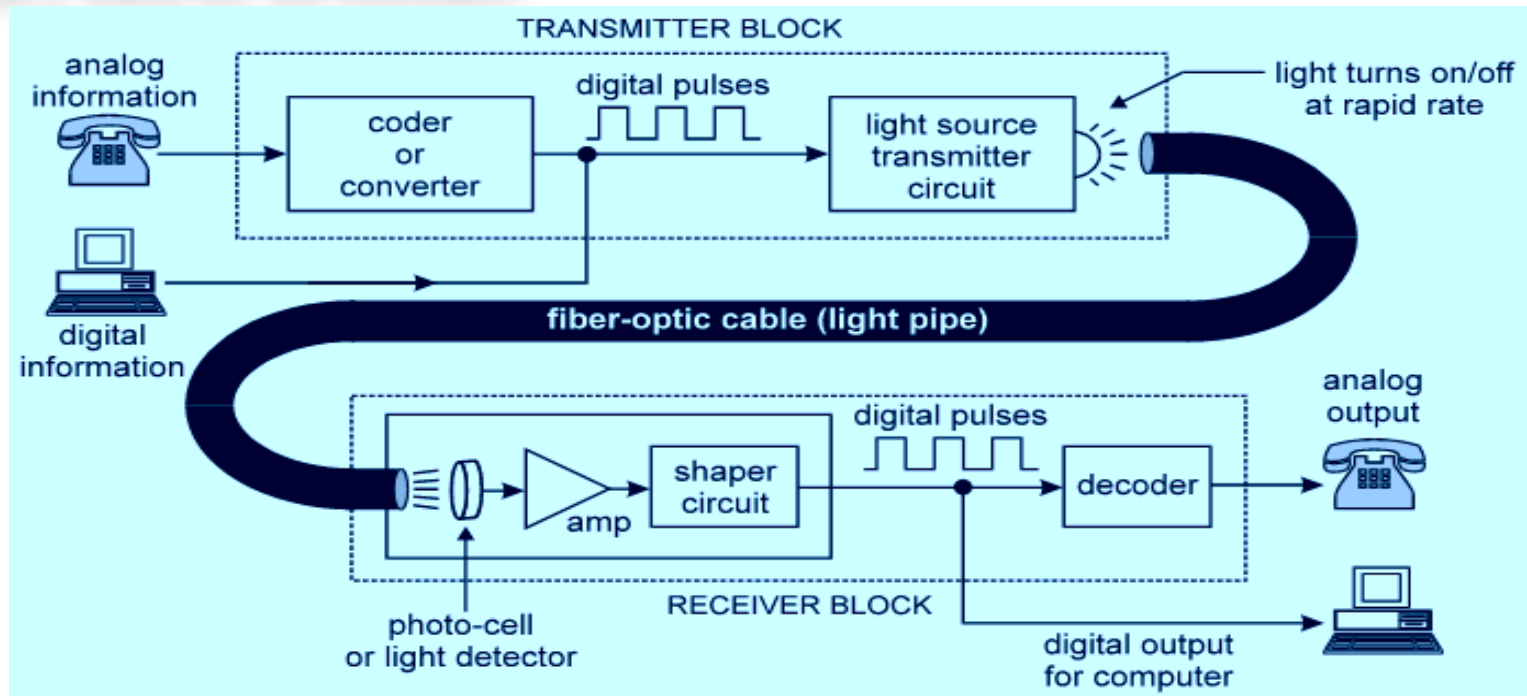 TRANSMITTER BLOCK
analog
information
digital pulses
light turns on/off
at rapid rate
coder
or
converter
light source
transmitter
circuit
digital
information
fiber-optic cable (light pipe)
analog
output
digital pulses
shaper
circuit
amp
decoder
RECEIVER BLOCK
photo-cell
or light detector
digital output
for computer